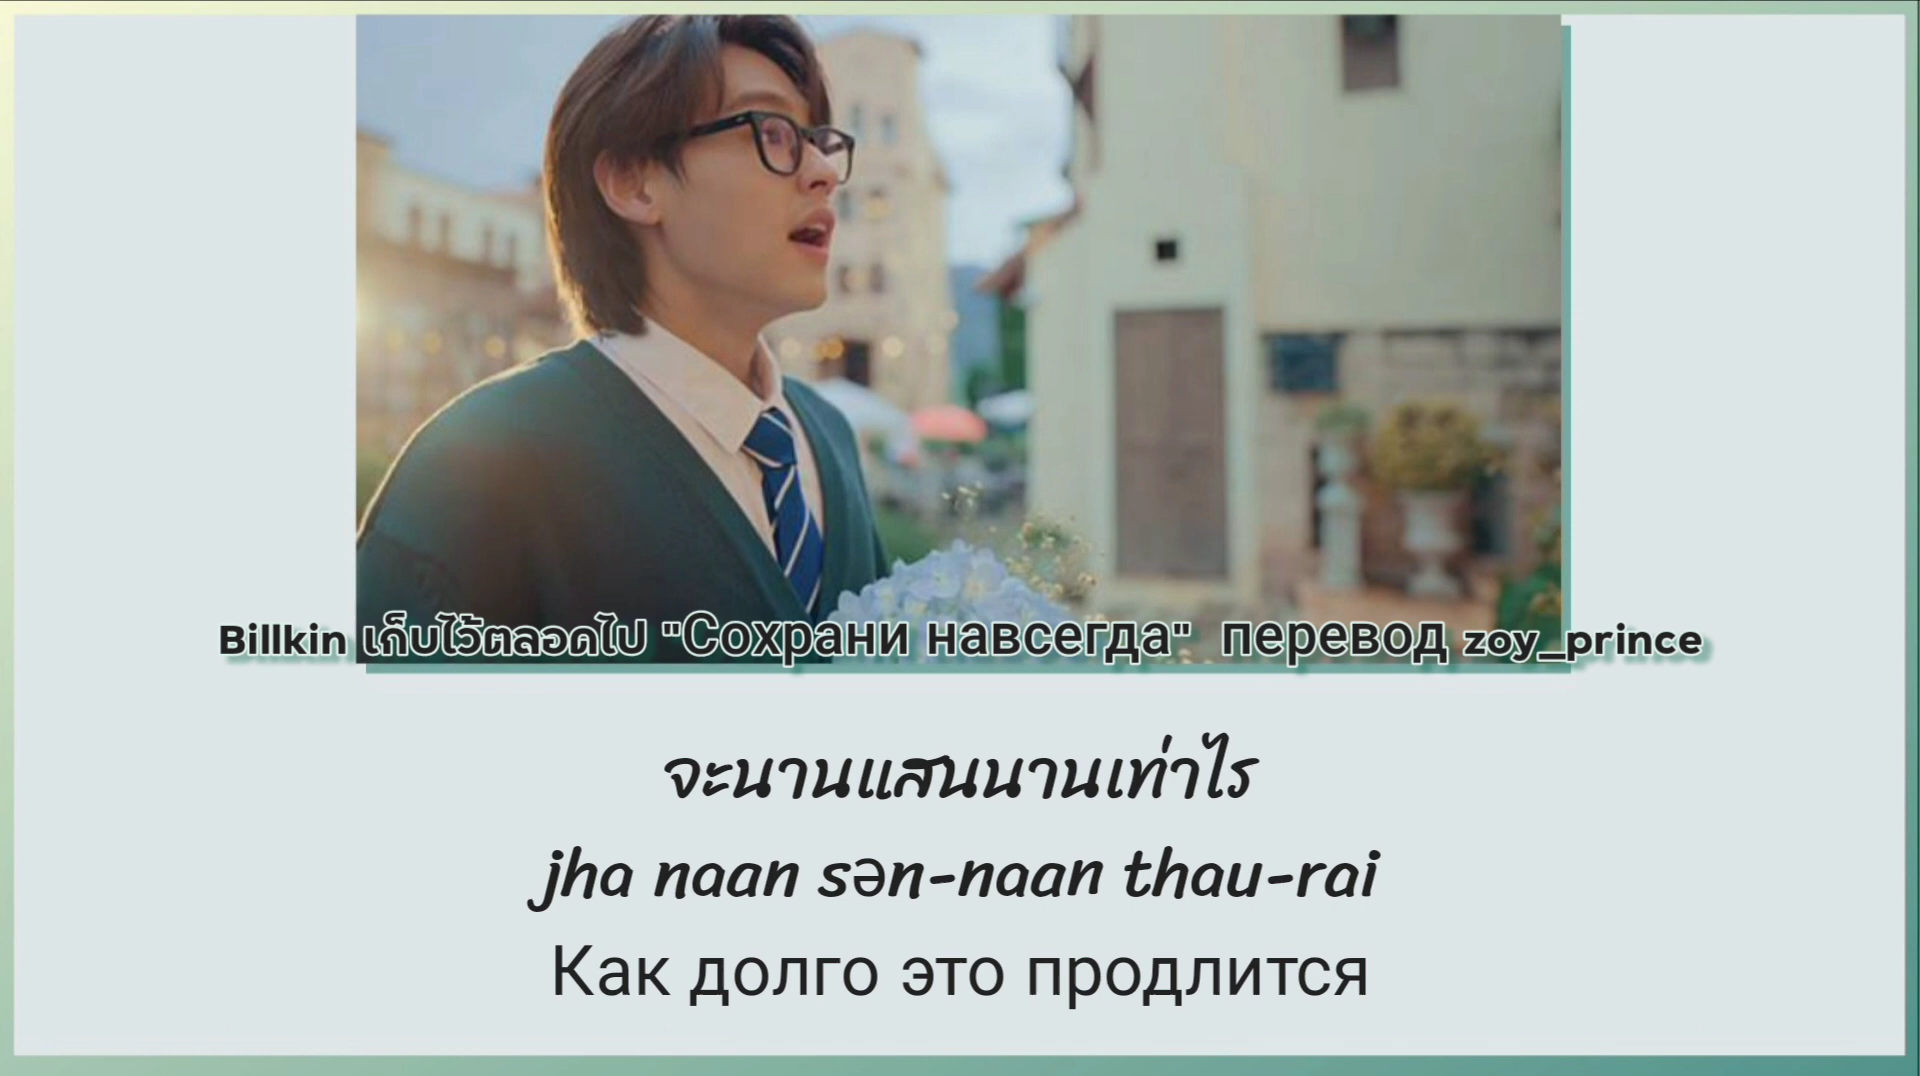 Billkin เก็บไว้ตลอดไป "Сохрани навсегда" перевод zoy_prince
จะนานแสนนานเท่าไร
jha naan sən-naan thau-rai
Как долго это продлится